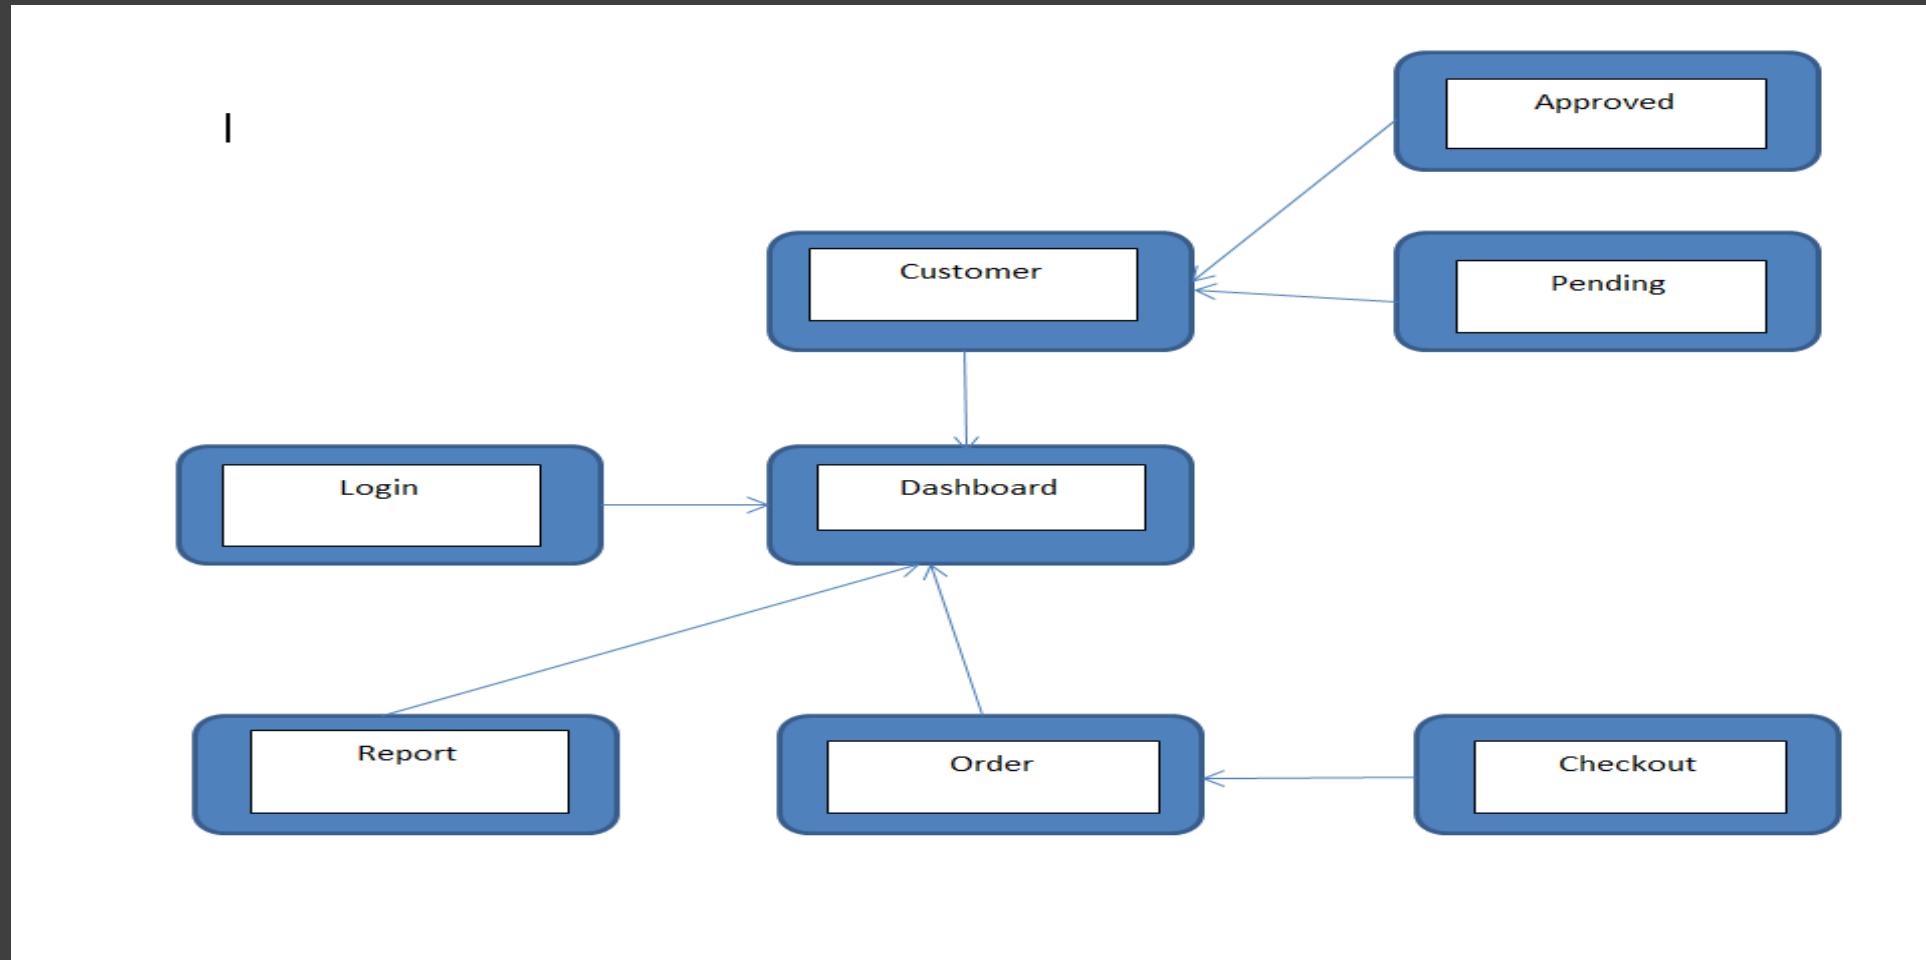 Approved
Customer
Pending
Login
Dashboard
Report
Order
Checkout